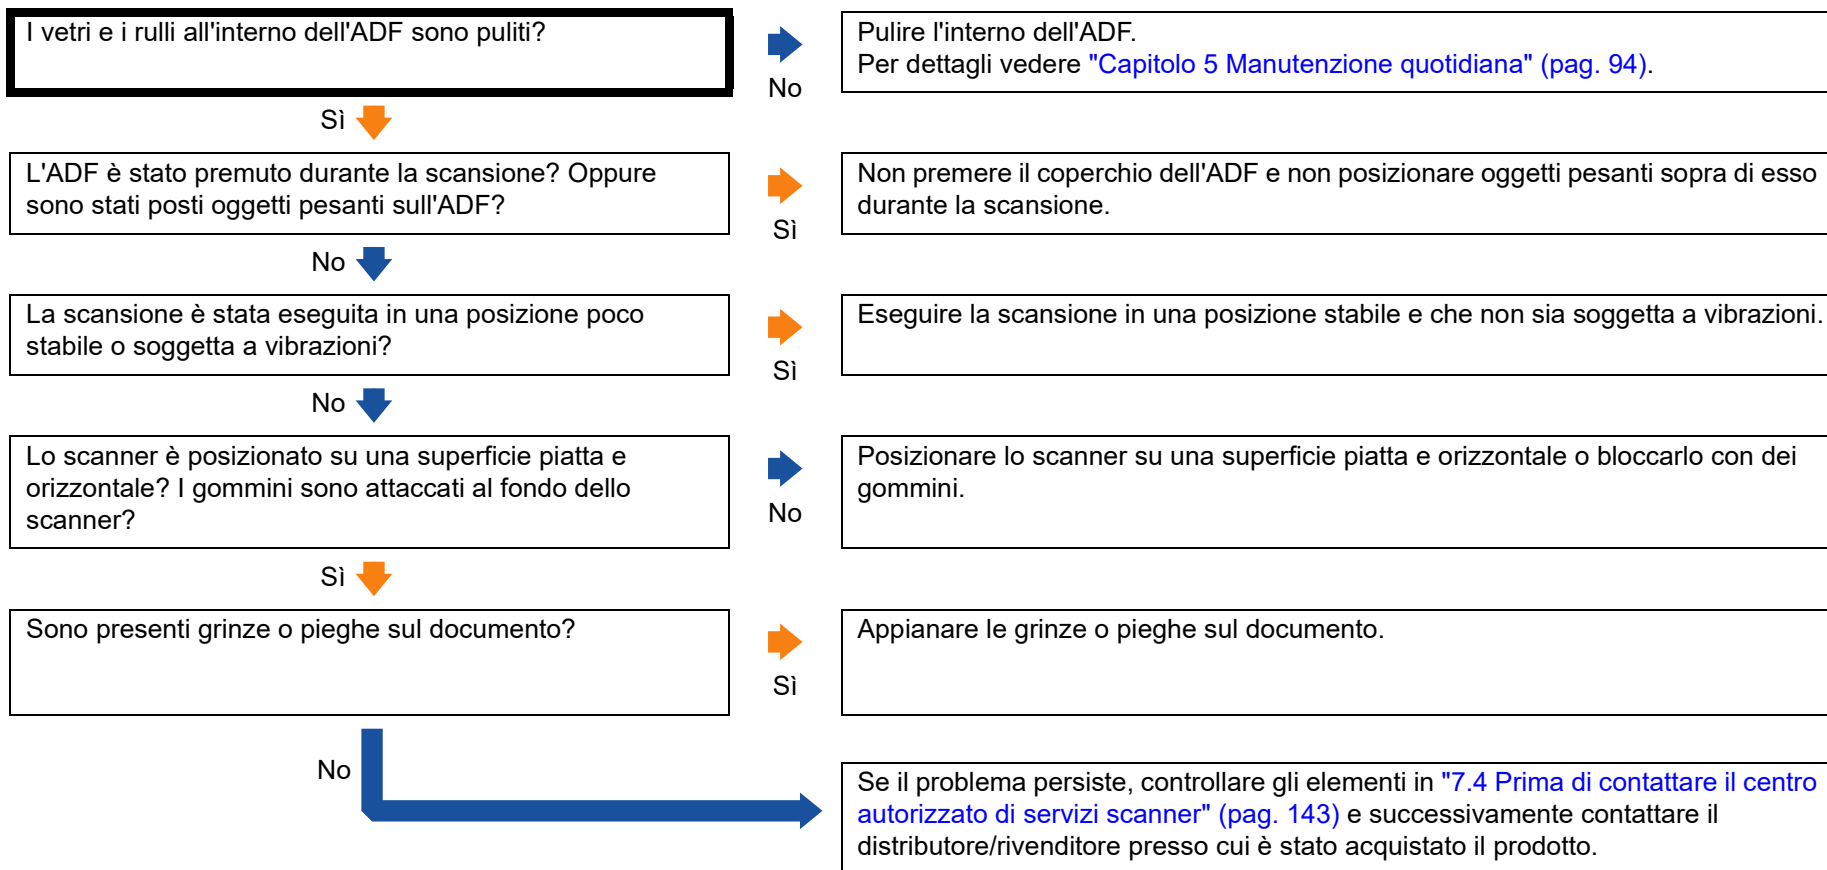 I vetri e i rulli all'interno dell'ADF sono puliti?
No
Pulire l'interno dell'ADF.
Per dettagli vedere "Capitolo 5 Manutenzione quotidiana" (pag. 94).
Sì
L'ADF è stato premuto durante la scansione? Oppure
sono stati posti oggetti pesanti sull'ADF?
Sì
Non premere il coperchio dell'ADF e non posizionare oggetti pesanti sopra di esso
durante la scansione.
No
La scansione è stata eseguita in una posizione poco
stabile o soggetta a vibrazioni?
Sì
Eseguire la scansione in una posizione stabile e che non sia soggetta a vibrazioni.
No
Lo scanner è posizionato su una superficie piatta e
orizzontale? I gommini sono attaccati al fondo dello
scanner?
No
Posizionare lo scanner su una superficie piatta e orizzontale o bloccarlo con dei
gommini.
Sì
Sono presenti grinze o pieghe sul documento?
Sì
Appianare le grinze o pieghe sul documento.
No
Se il problema persiste, controllare gli elementi in "7.4 Prima di contattare il centro
autorizzato di servizi scanner" (pag. 143) e successivamente contattare il
distributore/rivenditore presso cui è stato acquistato il prodotto.